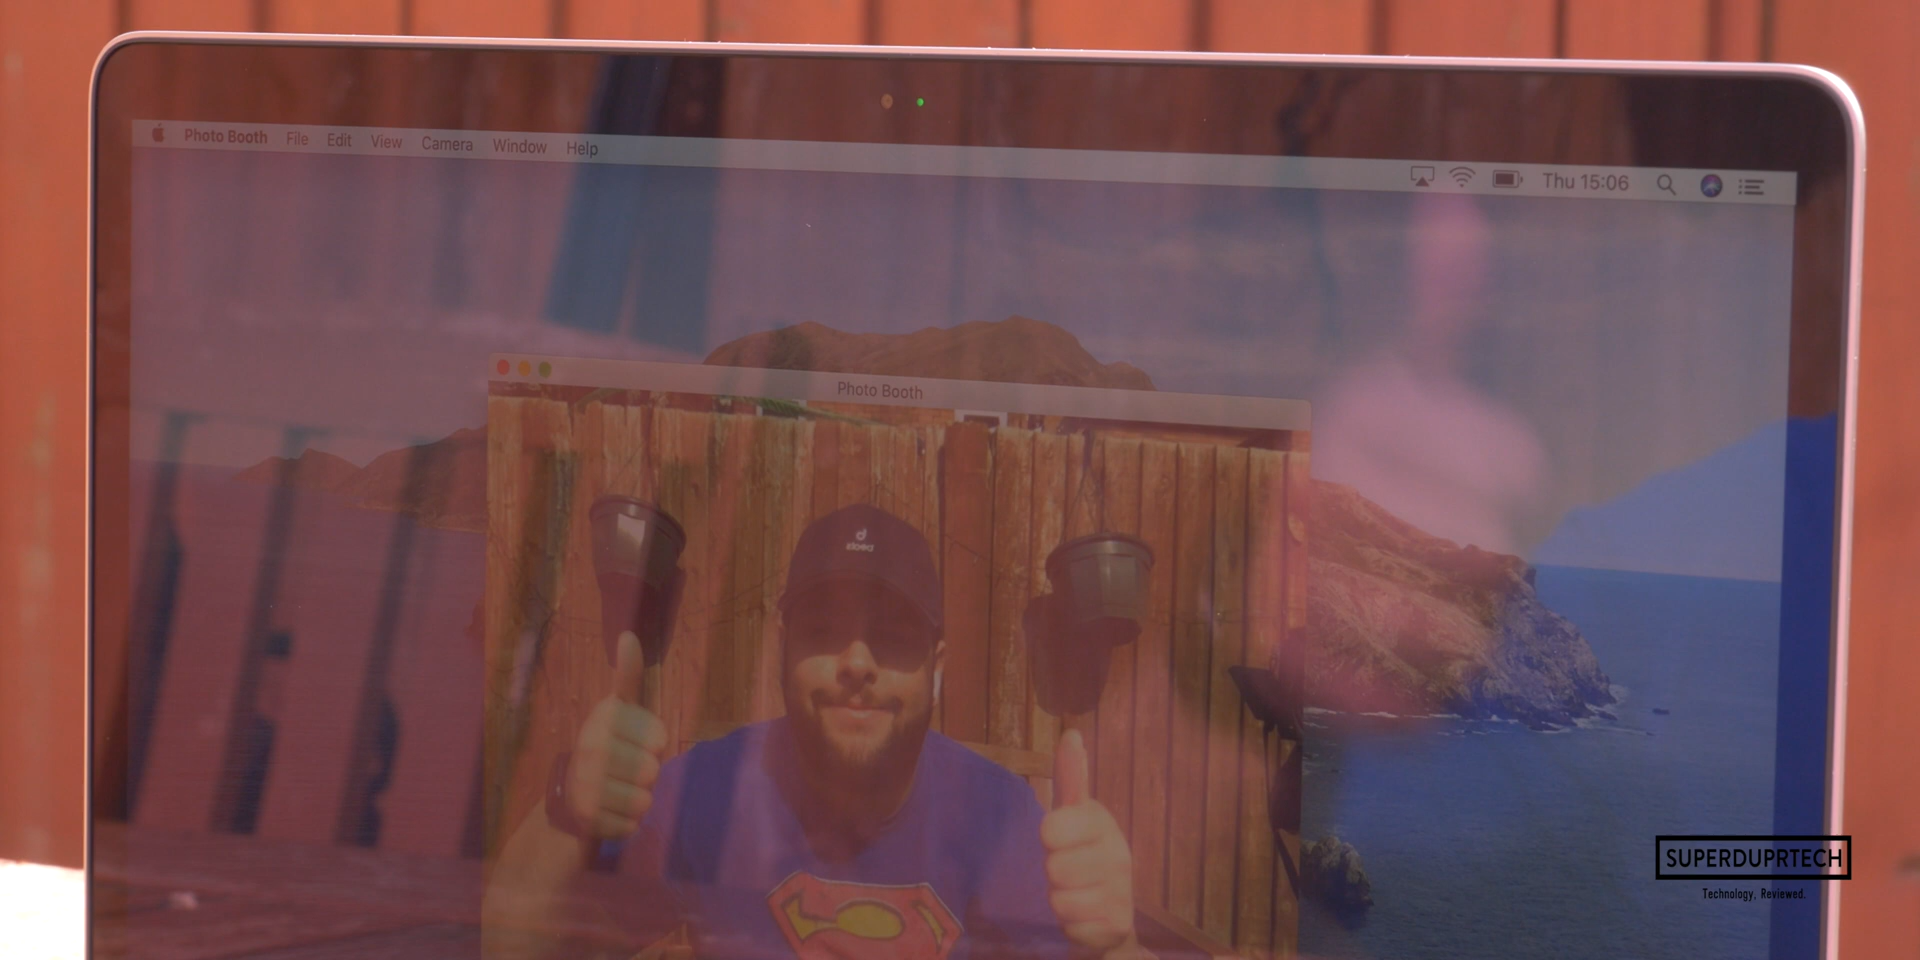 Photo Booth File Edit View Camera Window Help
Thu 15:06
Photo Booth
SUPERDUPRTECH
Technology, Reviewed.